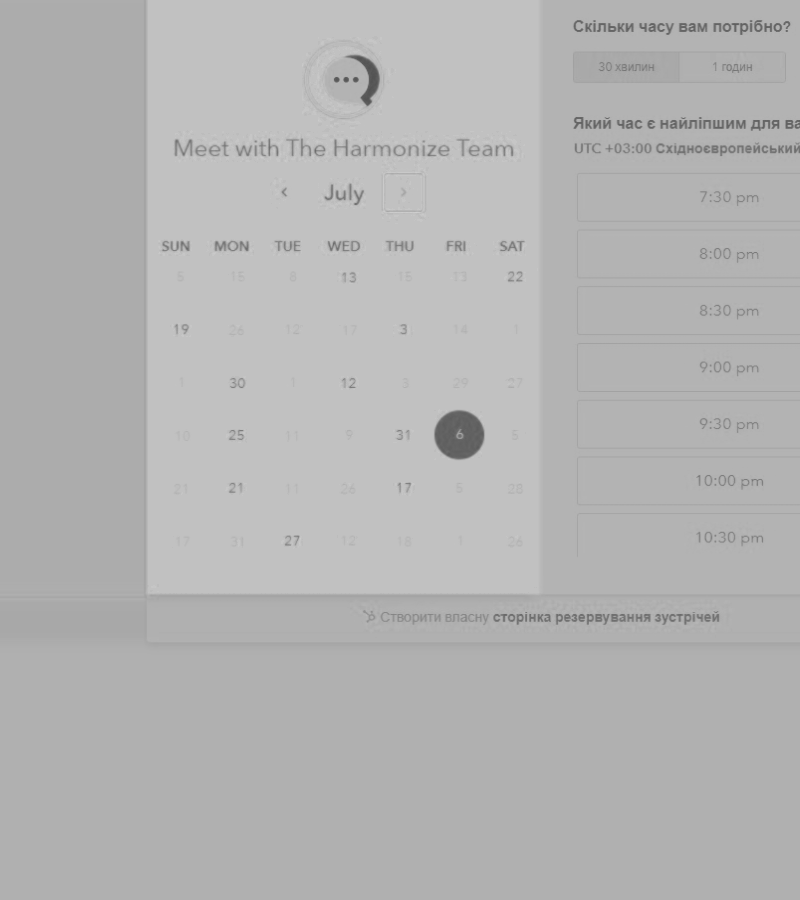 Meet with The Harmonize Team
‹ July ›
SUN MON TUE WED THU FRI SAT
5 15 8 13 15 13 22
19 26 12 17 3 14 1
1 30 1 12 3 29 27
10 25 11 9 31 6 5
21 21 11 26 17 5 28
17 31 27 12 18 1 26
Скільки часу вам потрібно?
30 хвилин 1 годин
Який час є найліпшим для ва
UTC +03:00 Східноєвропейський
7:30 pm
8:00 pm
8:30 pm
9:00 pm
9:30 pm
10:00 pm
10:30 pm
Створити власну сторінка резервування зустрічей